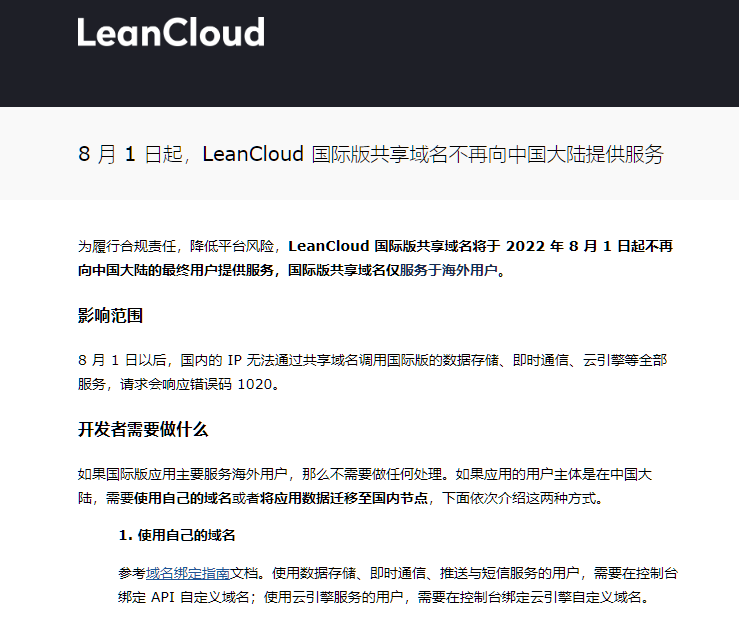 LeanCloud
8 月 1 日起，LeanCloud 国际版共享域名不再向中国大陆提供服务
为履行合规责任，降低平台风险，LeanCloud 国际版共享域名将于 2022 年 8 月 1 日起不再
向中国大陆的最终用户提供服务，国际版共享域名仅服务于海外用户。
影响范围
8 月 1 日以后，国内的 IP 无法通过共享域名调用国际版的数据存储、即时通信、云引擎等全部
服务，请求会响应错误码 1020。
开发者需要做什么
如果国际版应用主要服务海外用户，那么不需要做任何处理。如果应用的用户主体是在中国大
陆，需要使用自己的域名或者将应用数据迁移至国内节点，下面依次介绍这两种方式。
1. 使用自己的域名
参考域名绑定指南文档。使用数据存储、即时通信、推送与短信服务的用户，需要在控制台
绑定 API 自定义域名；使用云引擎服务的用户，需要在控制台绑定云引擎自定义域名。